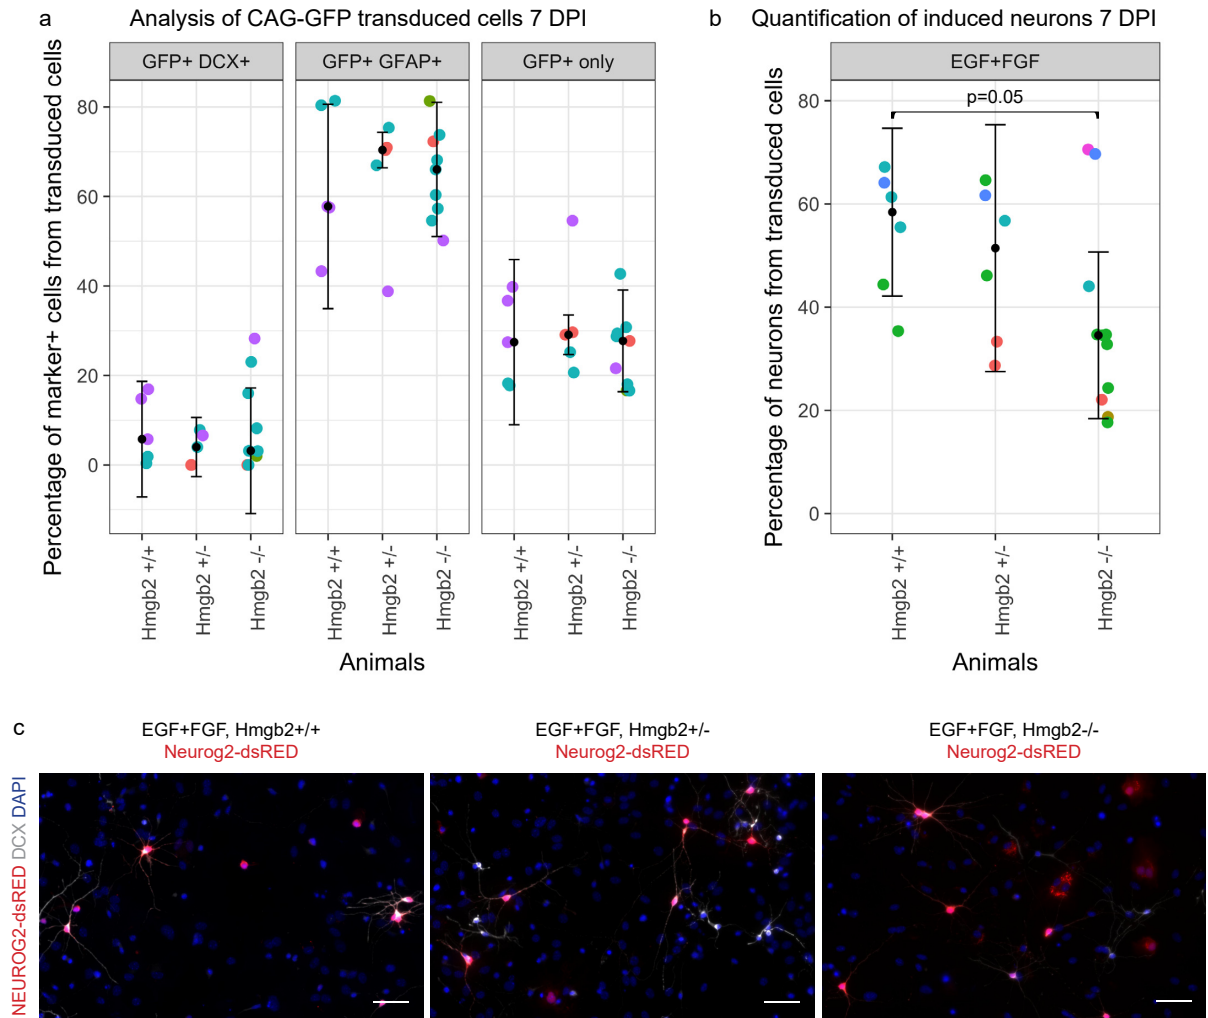 a
Analysis of CAG-GFP transduced cells 7 DPI
GFP+ DCX+
GFP+ GFAP+
GFP+ only
Percentage of marker+ cells from transduced cells
80
60
40
20
0
Hmgb2 +/+
Hmgb2 +/-
Hmgb2 -/-
Hmgb2 +/+
Hmgb2 +/-
Hmgb2 -/-
Hmgb2 +/+
Hmgb2 +/-
Hmgb2 -/-
Animals
b
Quantification of induced neurons 7 DPI
EGF+FGF
p=0.05
Percentage of neurons from transduced cells
80
60
40
20
0
Hmgb2 +/+
Hmgb2 +/-
Hmgb2 -/-
Animals
c
EGF+FGF, Hmgb2+/+
Neurog2-dsRED
EGF+FGF, Hmgb2+/-
Neurog2-dsRED
EGF+FGF, Hmgb2-/-
Neurog2-dsRED
NEUROG2-dsRED DCX DAPI